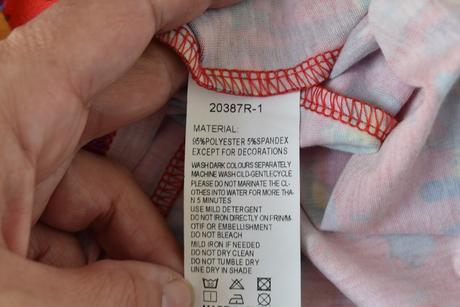 20387R-1
MATERIAL:
95%POLYESTER 5%SPANDEX
EXCEPT FOR DECORATIONS
WASH DARK COLOURS SEPARATELY
MACHINE WASH OLD-GENTLECYCLE
PLEASE DO NOT MARINATE THE CL-
OTHES INTO WATER FOR MORE THA-
N 5 MINUTES
USE MILD DETERGENT
DO NOT IRON DIRECTLY ON FRINM-
OTIF OR EMBELLISHMENT
DO NOT BLEACH
MILD IRON IF NEEDED
DO NOT DRY CLEAN
DO NOT TUMBLE DRY
LINE DRY IN SHADE